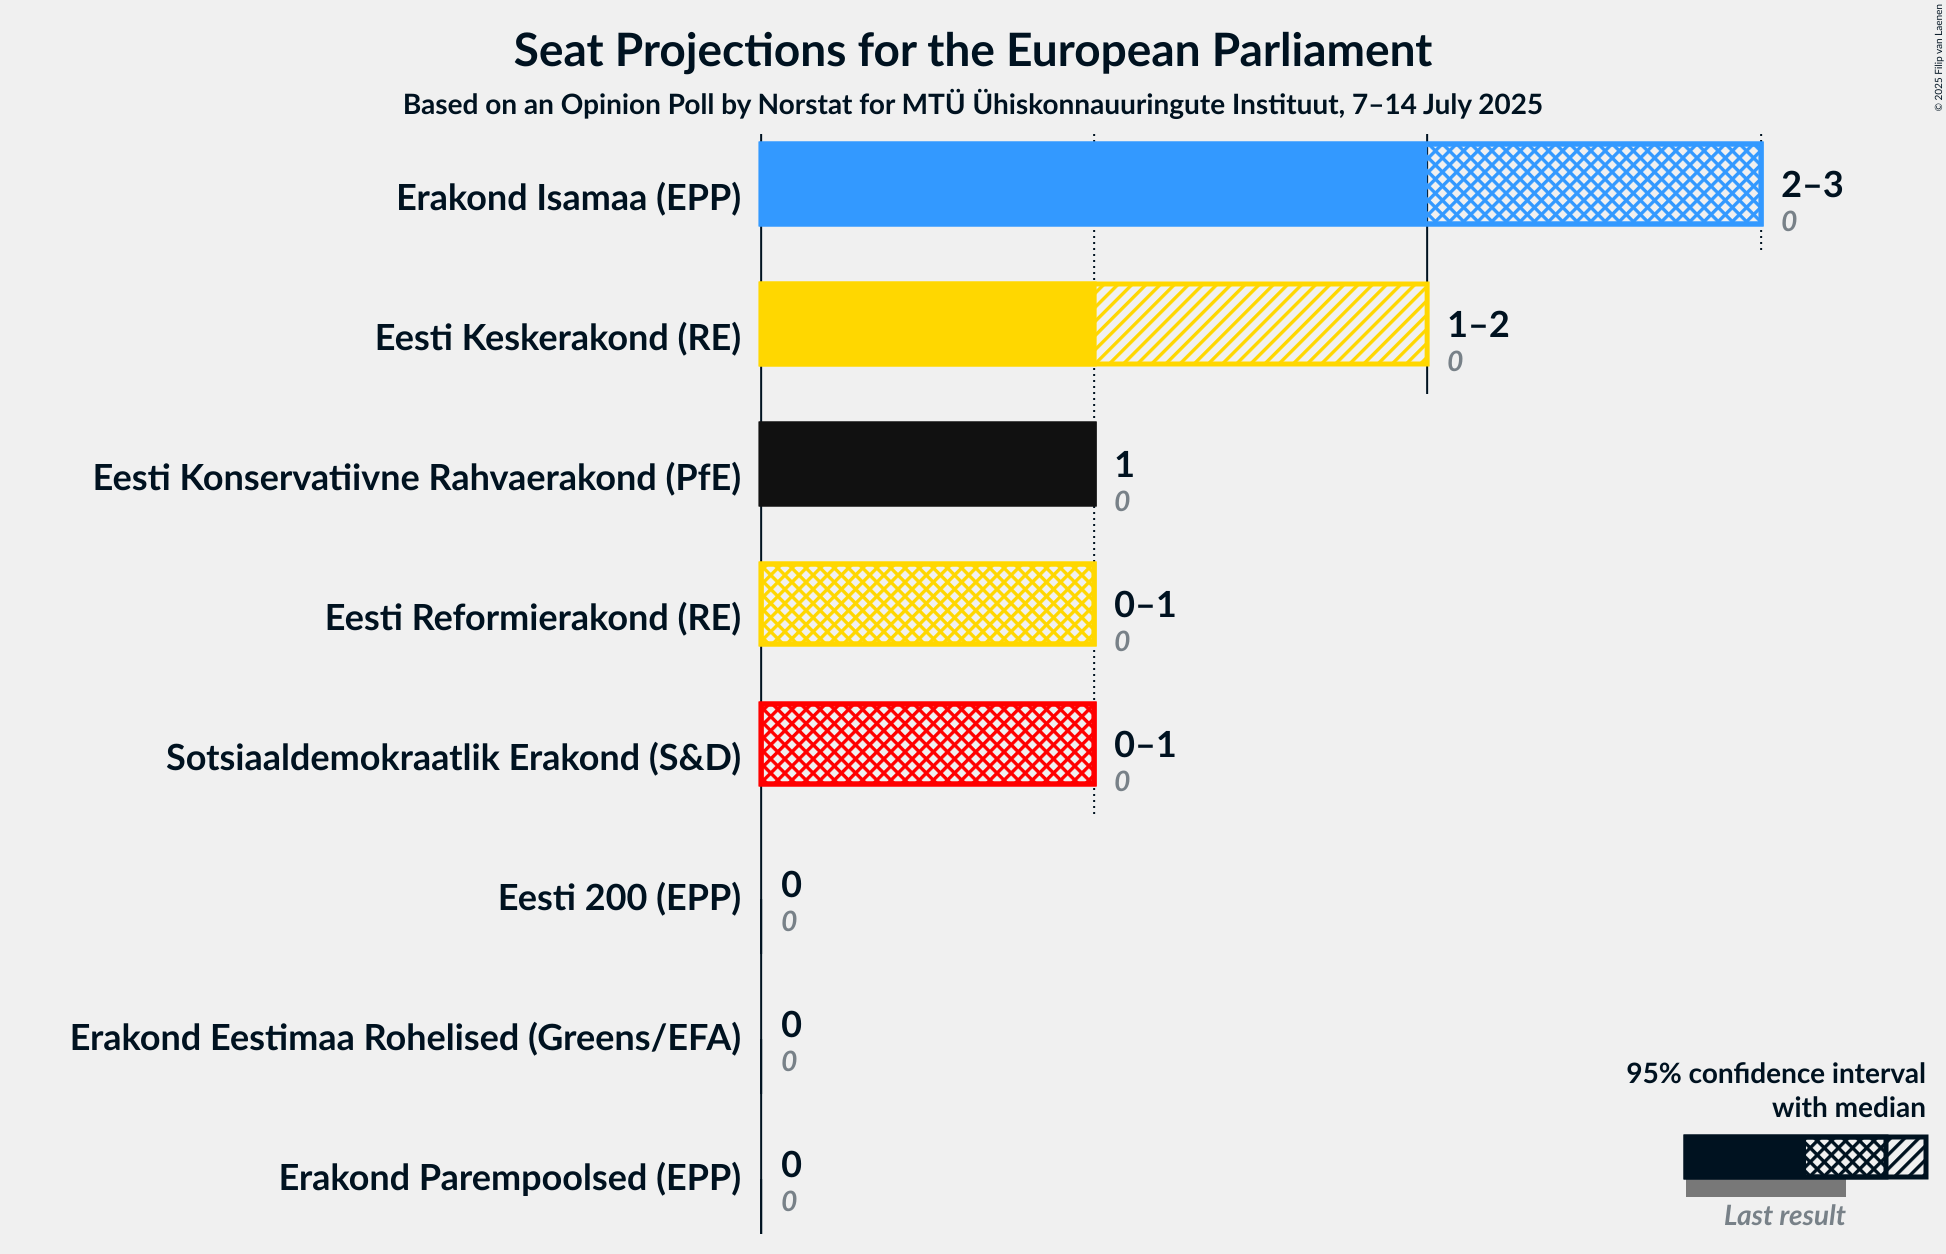 Seat Projections for the European Parliament
Based on an Opinion Poll by Norstat for MTÜ Ühiskonnauuringute Instituut, 7–14 July 2025
© 2025 Filip van Laenen
Erakond Isamaa (EPP)
2–3
0
Eesti Keskerakond (RE)
1–2
0
Eesti Konservatiivne Rahvaerakond (PfE)
1
0
Eesti Reformierakond (RE)
0–1
0
Sotsiaaldemokraatlik Erakond (S&D)
0–1
0
Eesti 200 (EPP)
0
0
Erakond Eestimaa Rohelised (Greens/EFA)
0
0
Erakond Parempoolsed (EPP)
0
0
95% confidence interval
with median
Last result